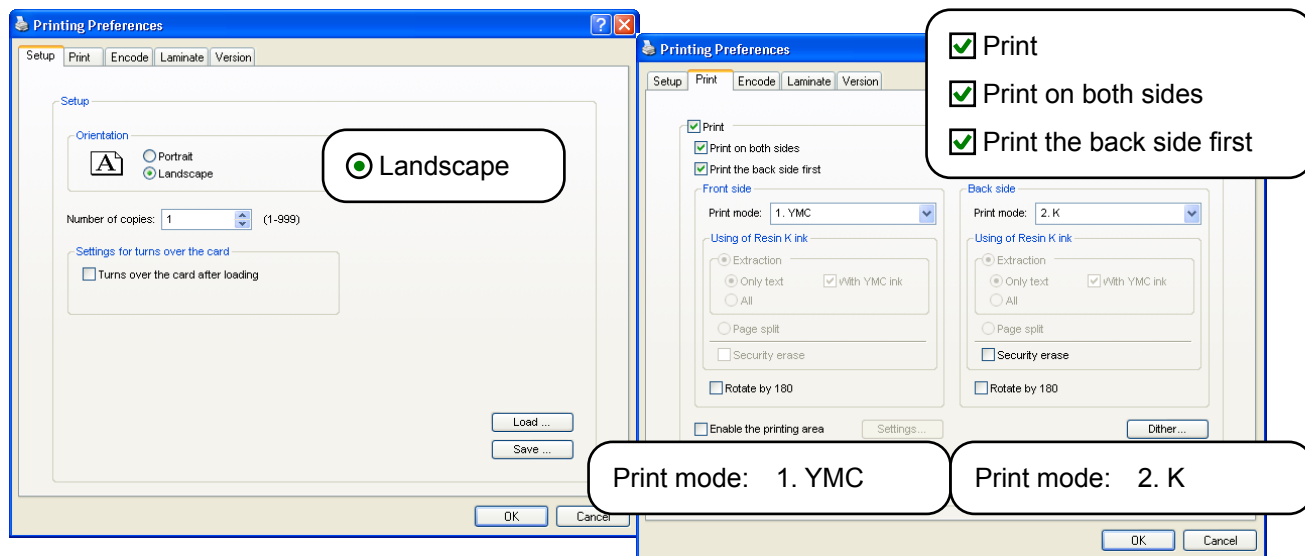 Printing Preferences
Setup Print Encode Laminate Version
Setup
Orientation
A
Portrait
Landscape
Landscape
Number of copies: 1 (1-999)
Settings for turns over the card
Turns over the card after loading
Load ...
Save ...
OK Cancel
Printing Preferences
Setup Print Encode Laminate Version
Print
Print on both sides
Print the back side first
Print
Print on both sides
Print the back side first
Front side
Print mode: 1. YMC
Using of Resin K ink
Extraction
Only text With YMC ink
All
Page split
Security erase
Rotate by 180
Back side
Print mode: 2. K
Using of Resin K ink
Extraction
Only text With YMC ink
All
Page split
Security erase
Rotate by 180
Enable the printing area Settings... Dither...
Print mode: 1. YMC
Print mode: 2. K
OK Cancel